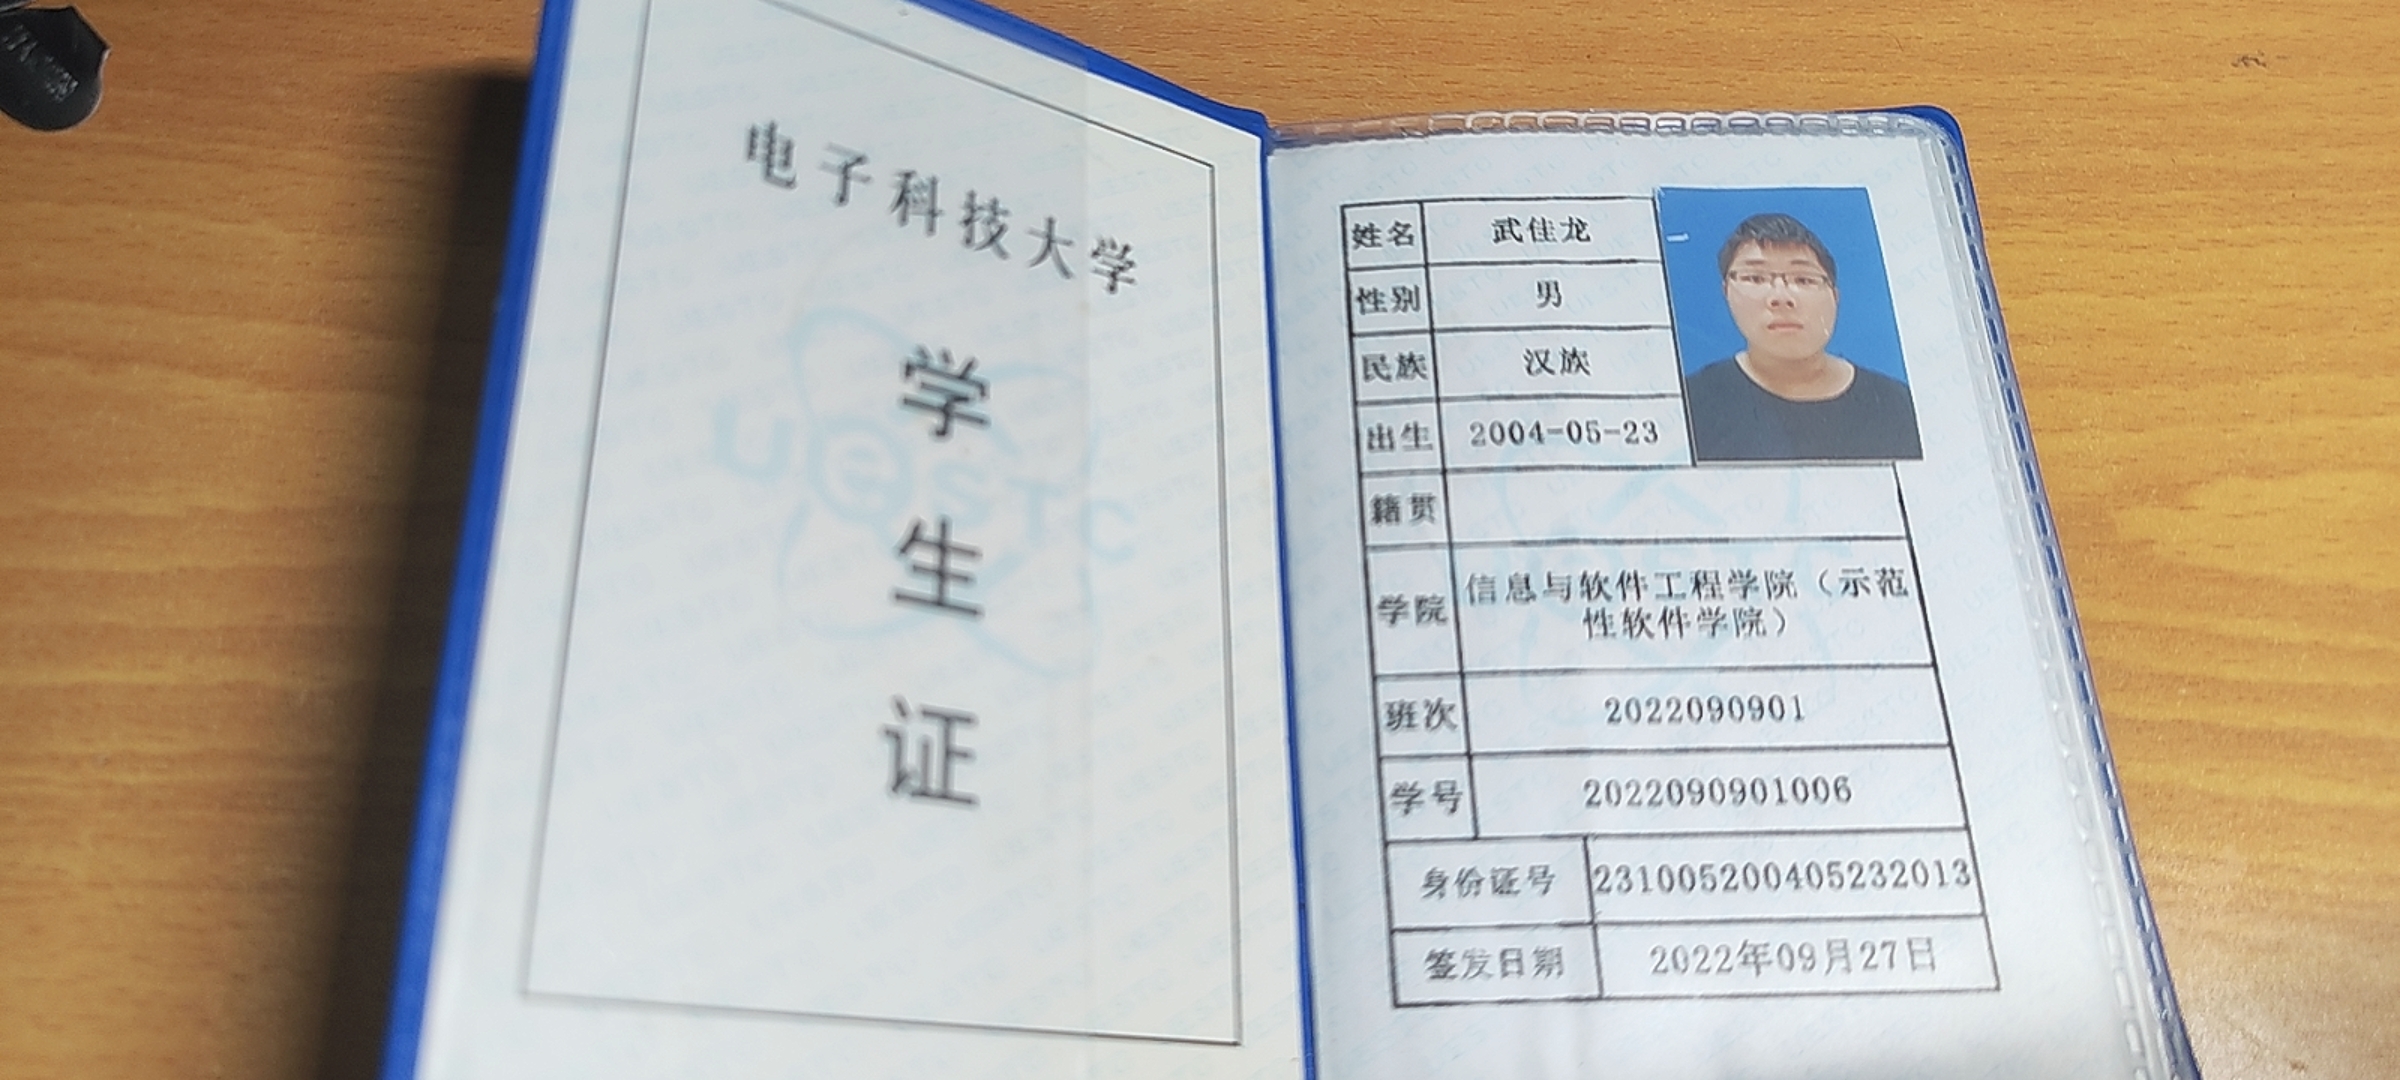 电子科技大学
学
生
证
uestc
姓名 武佳龙
性别 男
民族 汉族
出生 2004-05-23
籍贯
学院 信息与软件工程学院（示范
性软件学院）
班次 2022090901
学号 2022090901006
身份证号 231005200405232013
签发日期 2022年09月27日